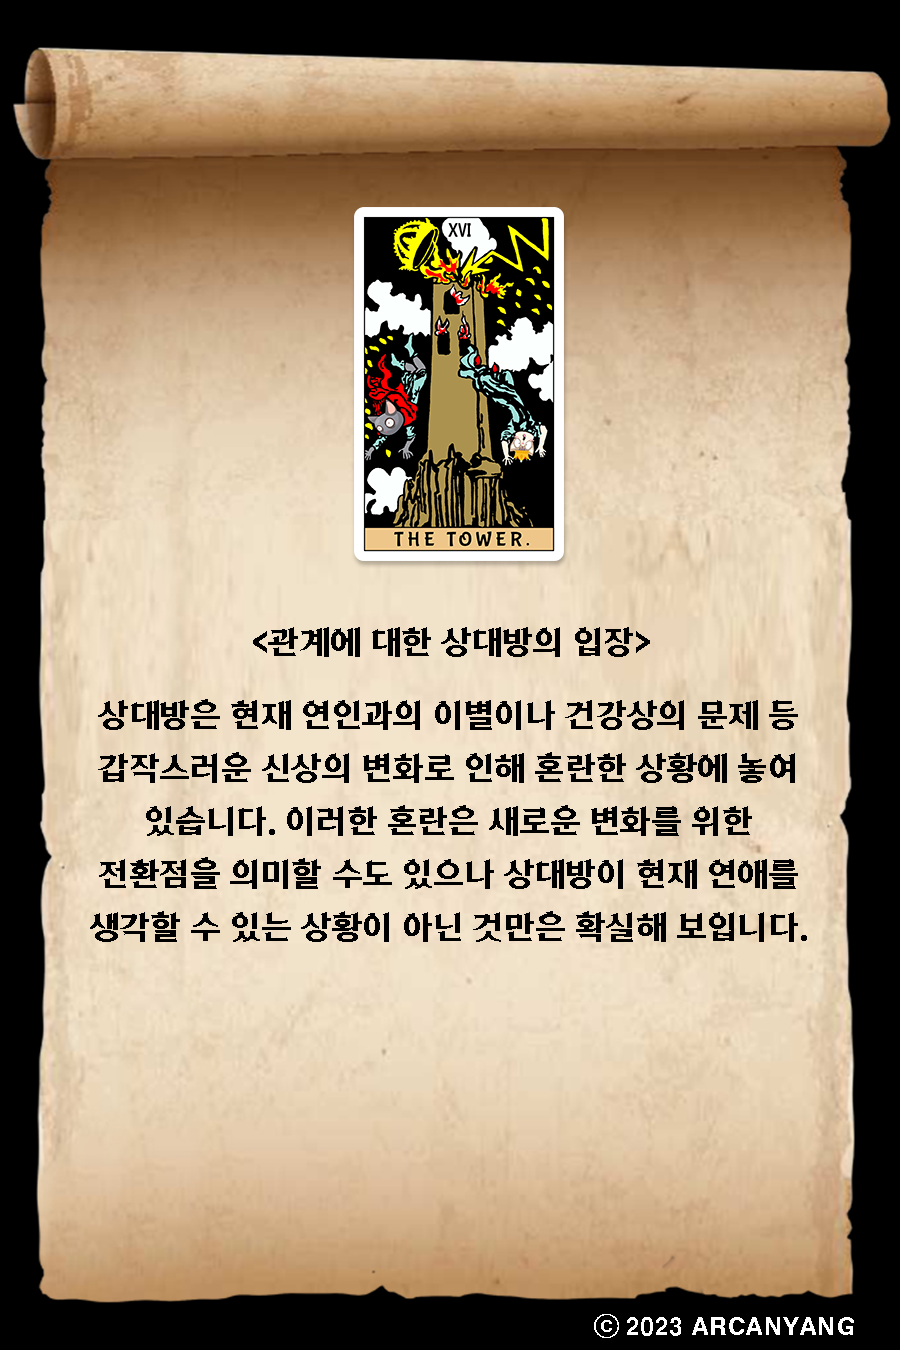 XVI
THE TOWER.
<관계에 대한 상대방의 입장>
상대방은 현재 연인과의 이별이나 건강상의 문제 등
갑작스러운 신상의 변화로 인해 혼란한 상황에 놓여
있습니다. 이러한 혼란은 새로운 변화를 위한
전환점을 의미할 수도 있으나 상대방이 현재 연애를
생각할 수 있는 상황이 아닌 것만은 확실해 보입니다.
ⓒ 2023 ARCANYANG